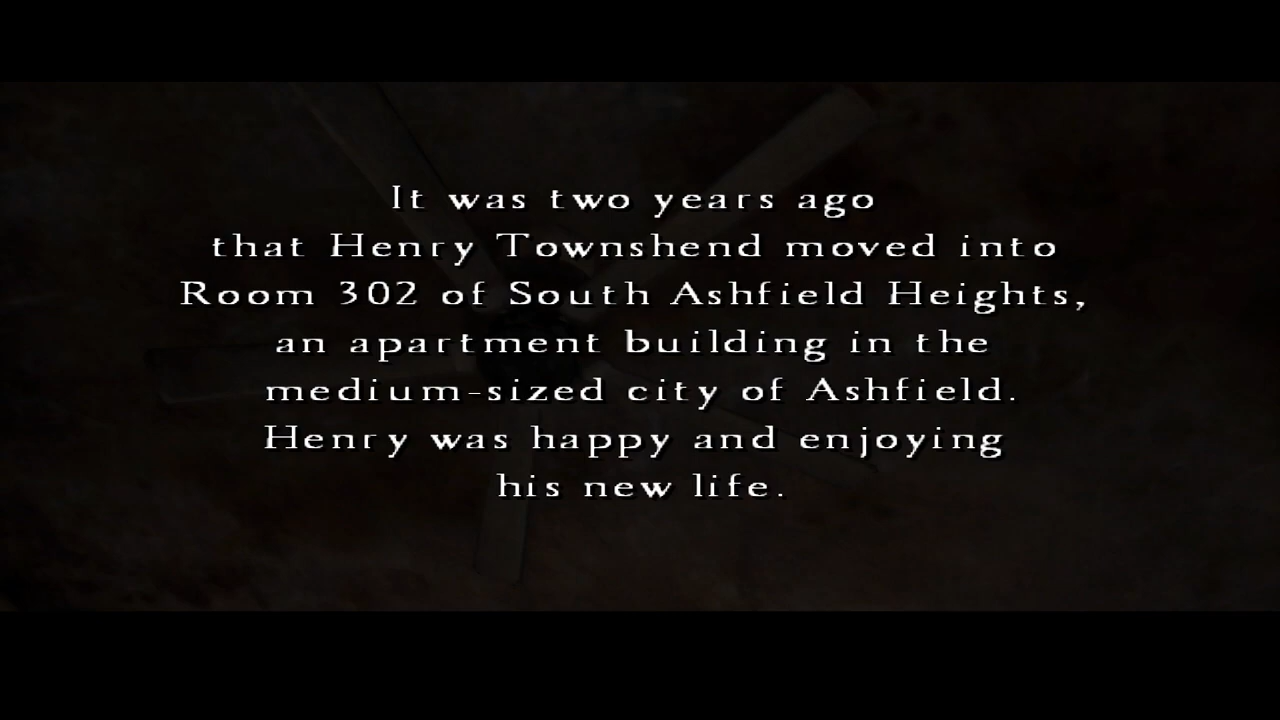 It was two years ago
that Henry Townshend moved into
Room 302 of South Ashfield Heights,
an apartment building in the
medium-sized city of Ashfield.
Henry was happy and enjoying
his new life.